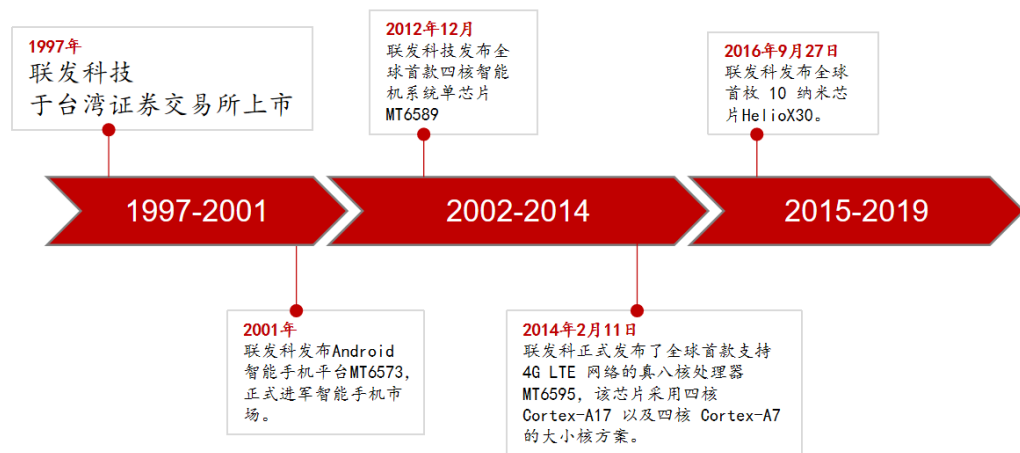 1997年
联发科技
于台湾证券交易所上市
2012年12月
联发科技发布全
球首款四核智能
机系统单芯片
MT6589
2016年9月27日
联发科发布全球
首枚 10 纳米芯
片HelioX30。
1997-2001
2002-2014
2015-2019
2001年
联发科发布Android
智能手机平台MT6573,
正式进军智能手机市
场。
2014年2月11日
联发科正式发布了全球首款支持
4G LTE 网络的真八核处理器
MT6595, 该芯片采用四核
Cortex-A17 以及四核 Cortex-A7
的大小核方案。